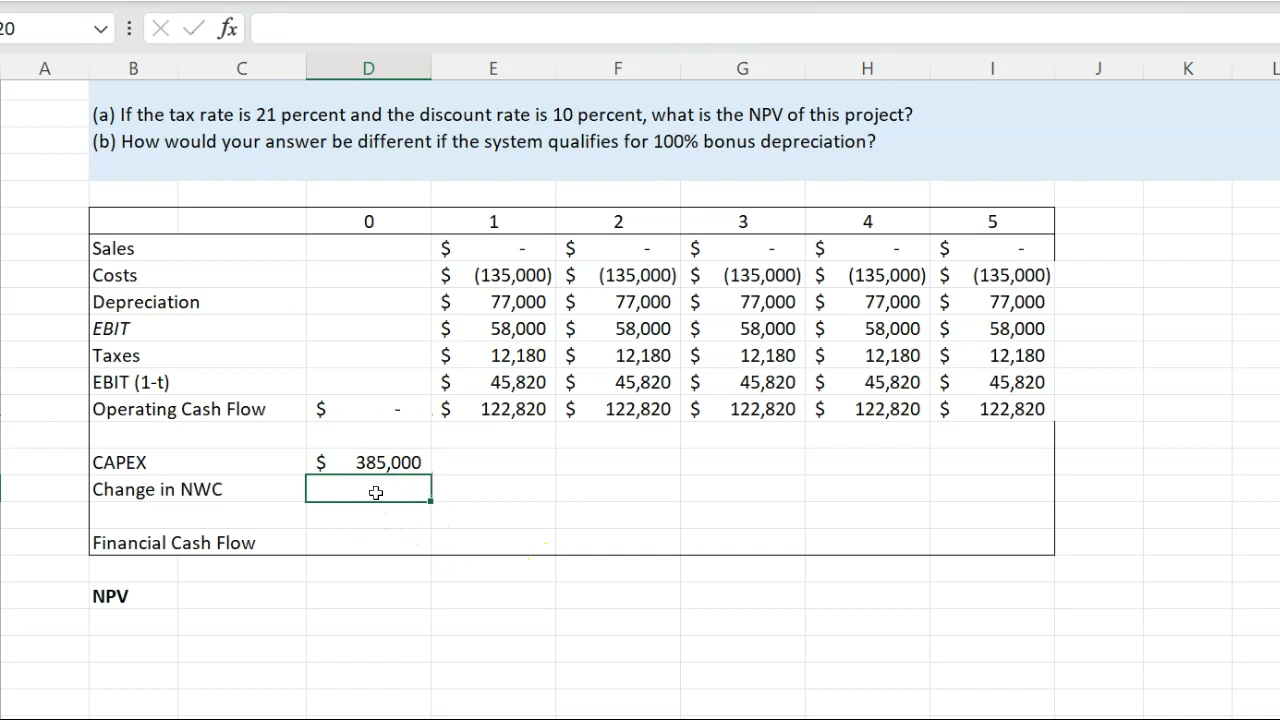 20 fx
A B C D E F G H I J K L
(a) If the tax rate is 21 percent and the discount rate is 10 percent, what is the NPV of this project?
(b) How would your answer be different if the system qualifies for 100% bonus depreciation?
0 1 2 3 4 5
Sales $ - $ - $ - $ - $ -
Costs $ (135,000) $ (135,000) $ (135,000) $ (135,000) $ (135,000)
Depreciation $ 77,000 $ 77,000 $ 77,000 $ 77,000 $ 77,000
EBIT $ 58,000 $ 58,000 $ 58,000 $ 58,000 $ 58,000
Taxes $ 12,180 $ 12,180 $ 12,180 $ 12,180 $ 12,180
EBIT (1-t) $ 45,820 $ 45,820 $ 45,820 $ 45,820 $ 45,820
Operating Cash Flow $ - $ 122,820 $ 122,820 $ 122,820 $ 122,820 $ 122,820
CAPEX $ 385,000
Change in NWC
Financial Cash Flow
NPV